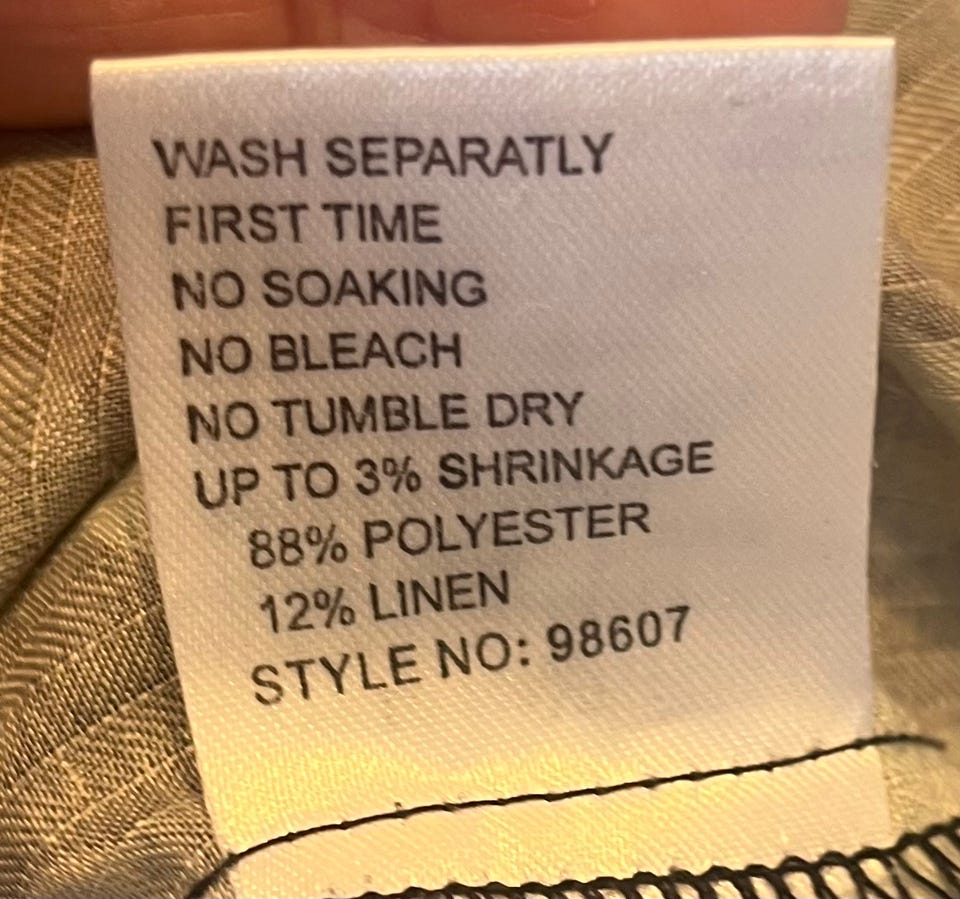 WASH SEPARATLY
FIRST TIME
NO SOAKING
NO BLEACH
NO TUMBLE DRY
UP TO 3% SHRINKAGE
88% POLYESTER
12% LINEN
STYLE NO: 98607